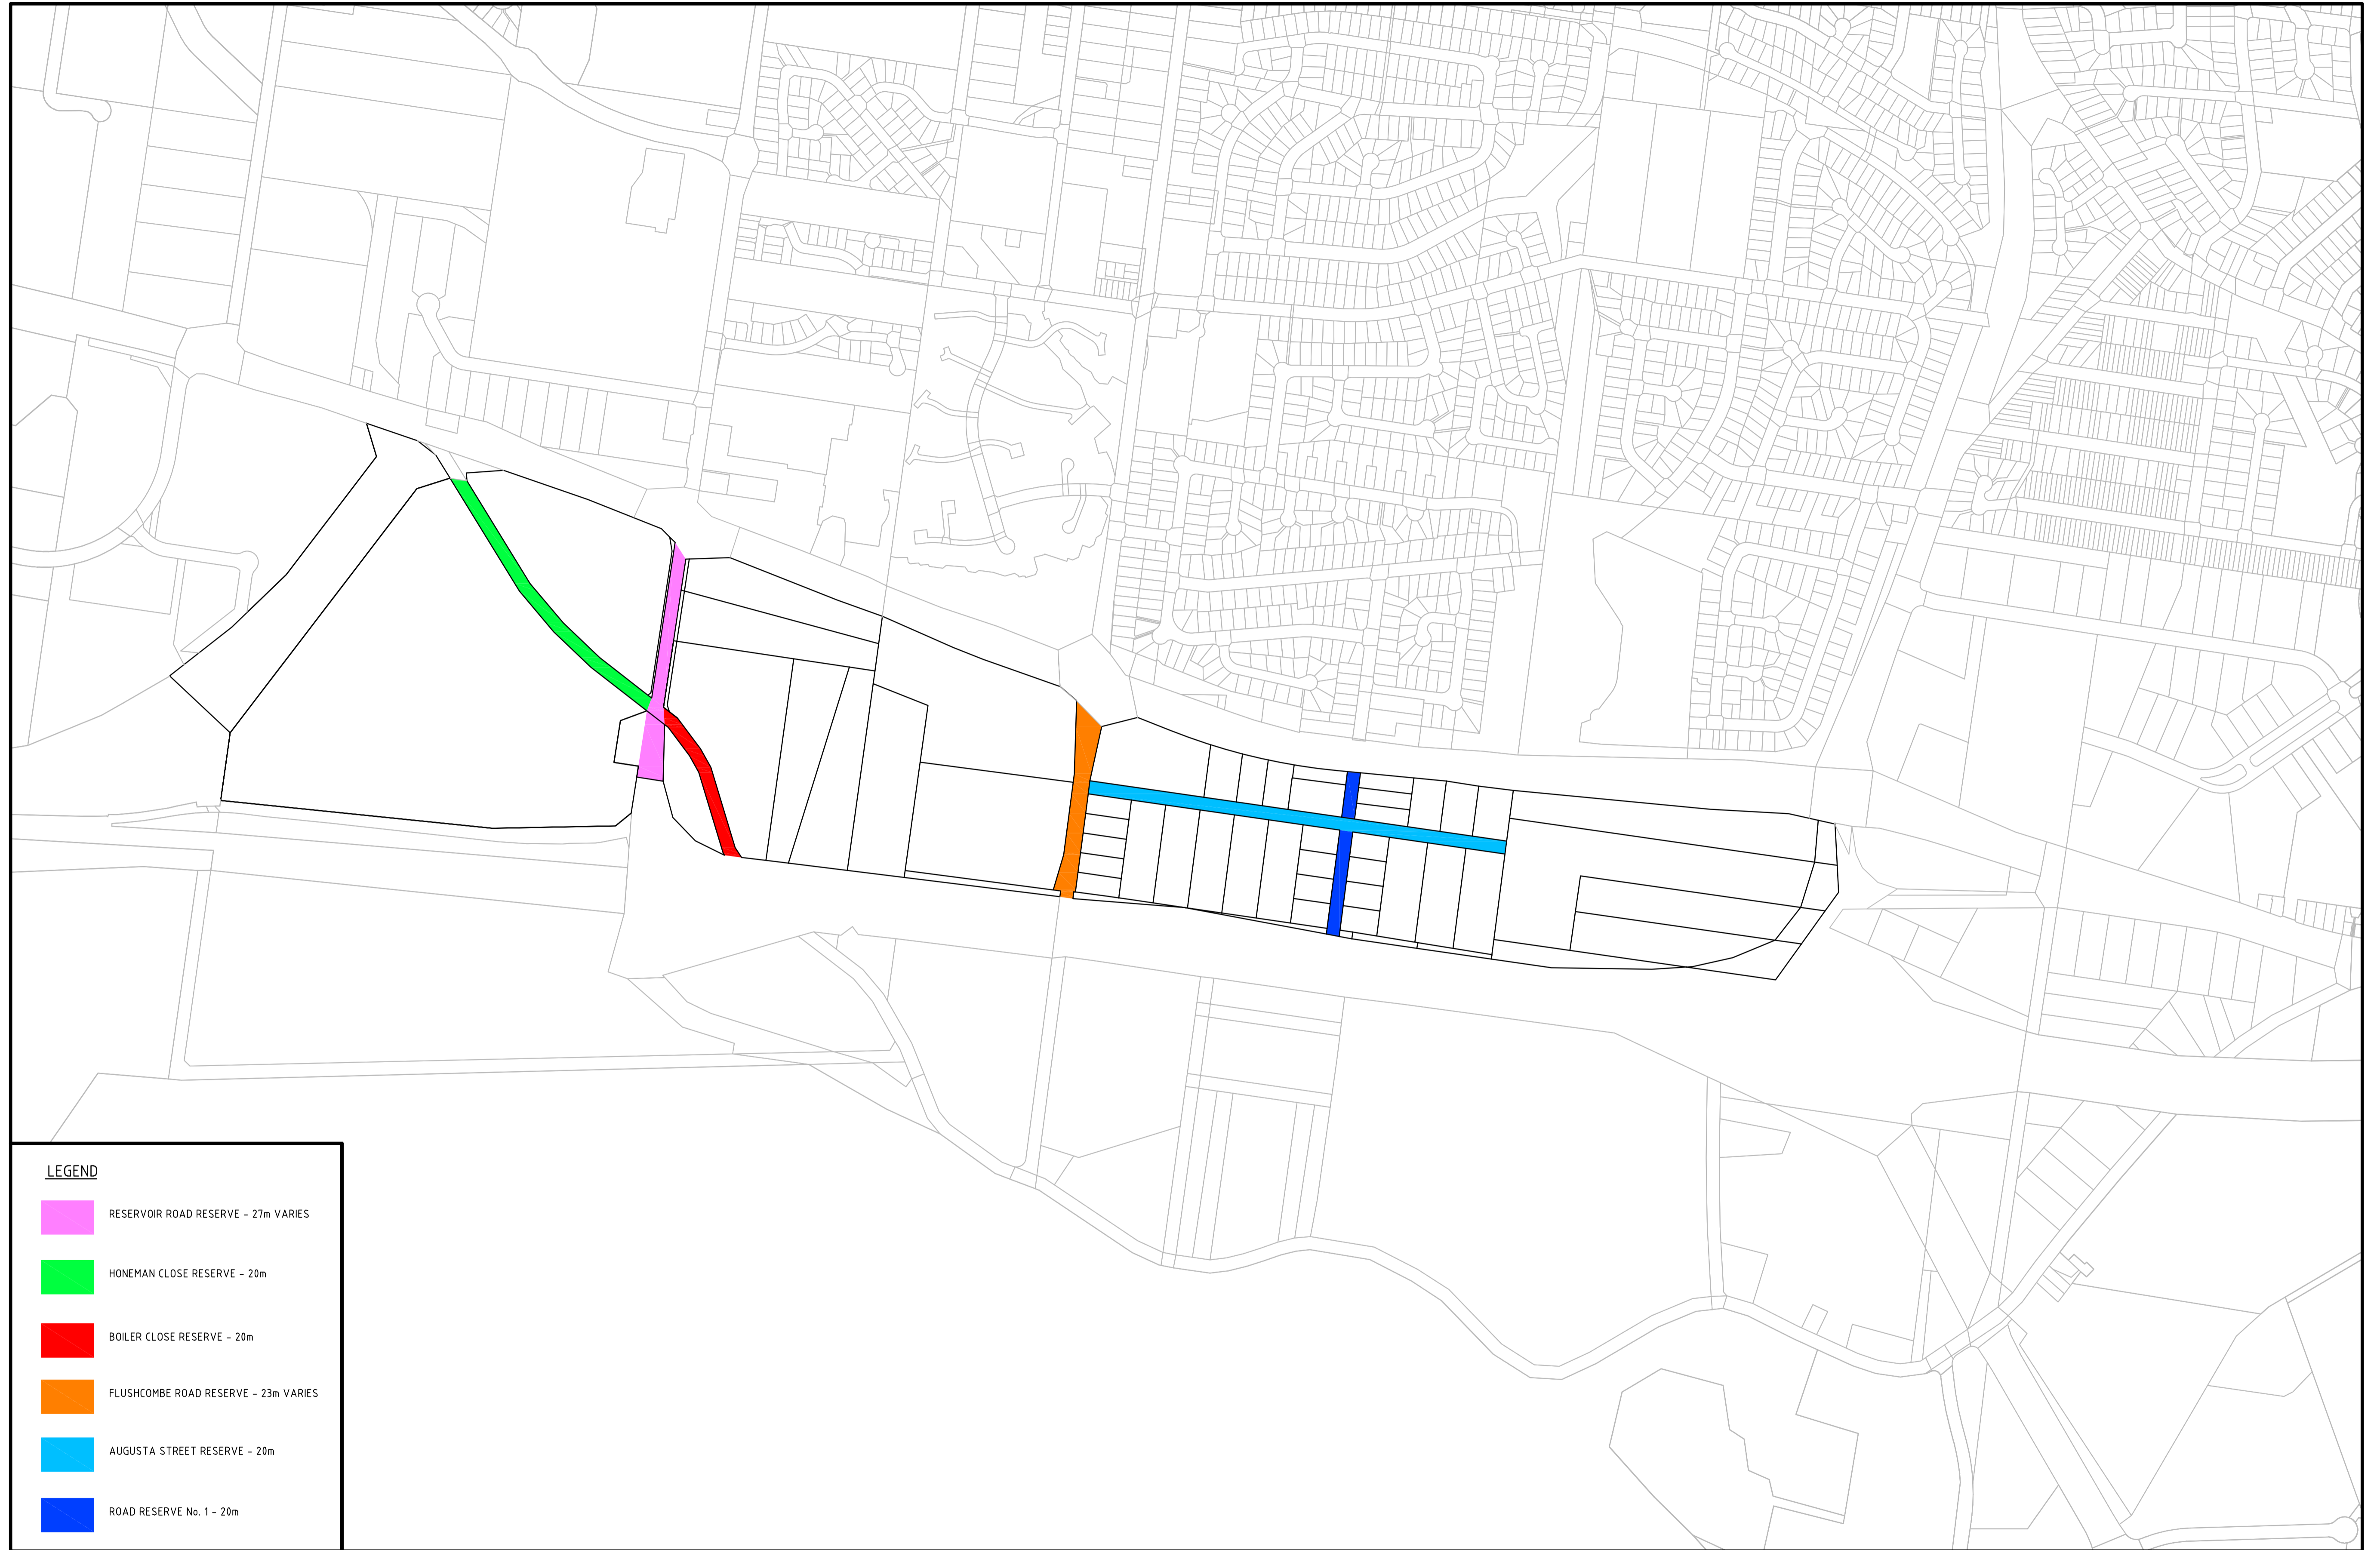 LEGEND
RESERVOIR ROAD RESERVE - 27m VARIES
HONEMAN CLOSE RESERVE - 20m
BOILER CLOSE RESERVE - 20m
FLUSHCOMBE ROAD RESERVE - 23m VARIES
AUGUSTA STREET RESERVE - 20m
ROAD RESERVE No. 1 - 20m